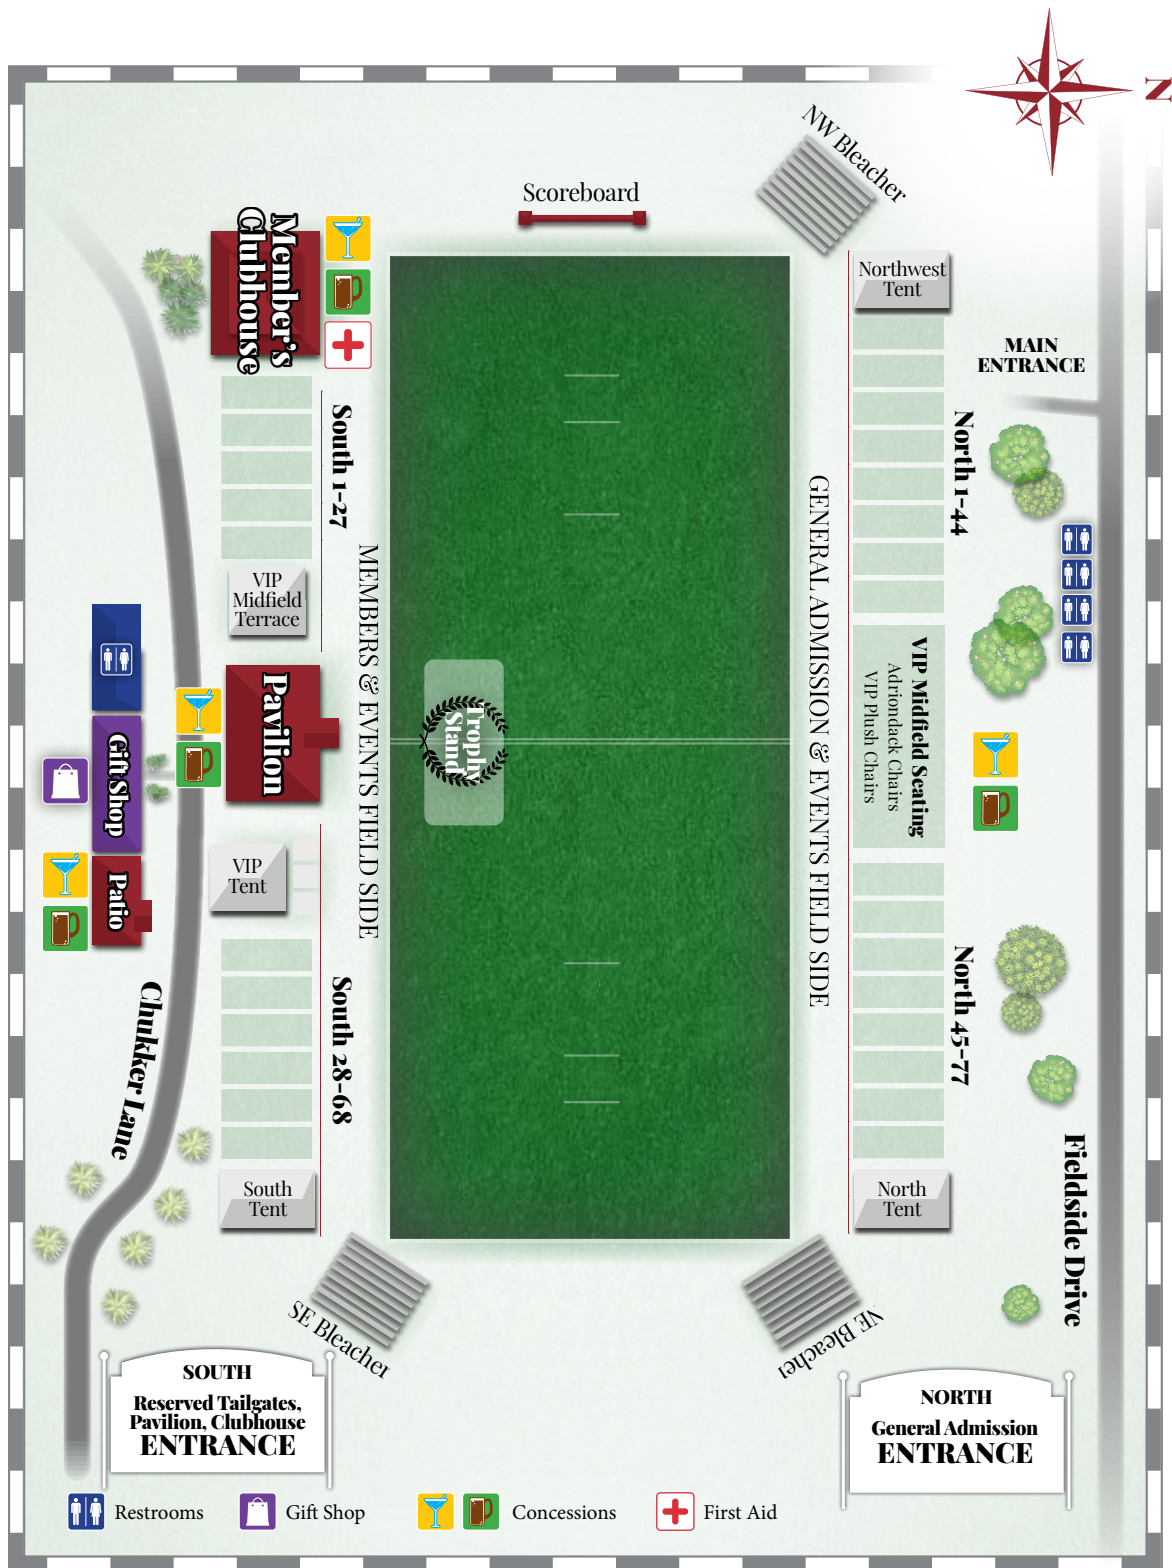 N
NW Bleacher
Scoreboard
Member's
Clubhouse
Northwest
Tent
MAIN
ENTRANCE
South 1-27
North 1-44
VIP
Midfield
Terrace
MEMBERS & EVENTS FIELD SIDE
GENERAL ADMISSION & EVENTS FIELD SIDE
VIP Midfield Seating
Adriondack Chairs
VIP Plush Chairs
Pavilion
Trophy
Stand
Gift Shop
VIP
Tent
Patio
South 28-68
North 45-77
Chukker Lane
Fieldside Drive
South
Tent
North
Tent
SE Bleacher
NE Bleacher
SOUTH
Reserved Tailgates,
Pavilion, Clubhouse
ENTRANCE
NORTH
General Admission
ENTRANCE
Restrooms
Gift Shop
Concessions
First Aid